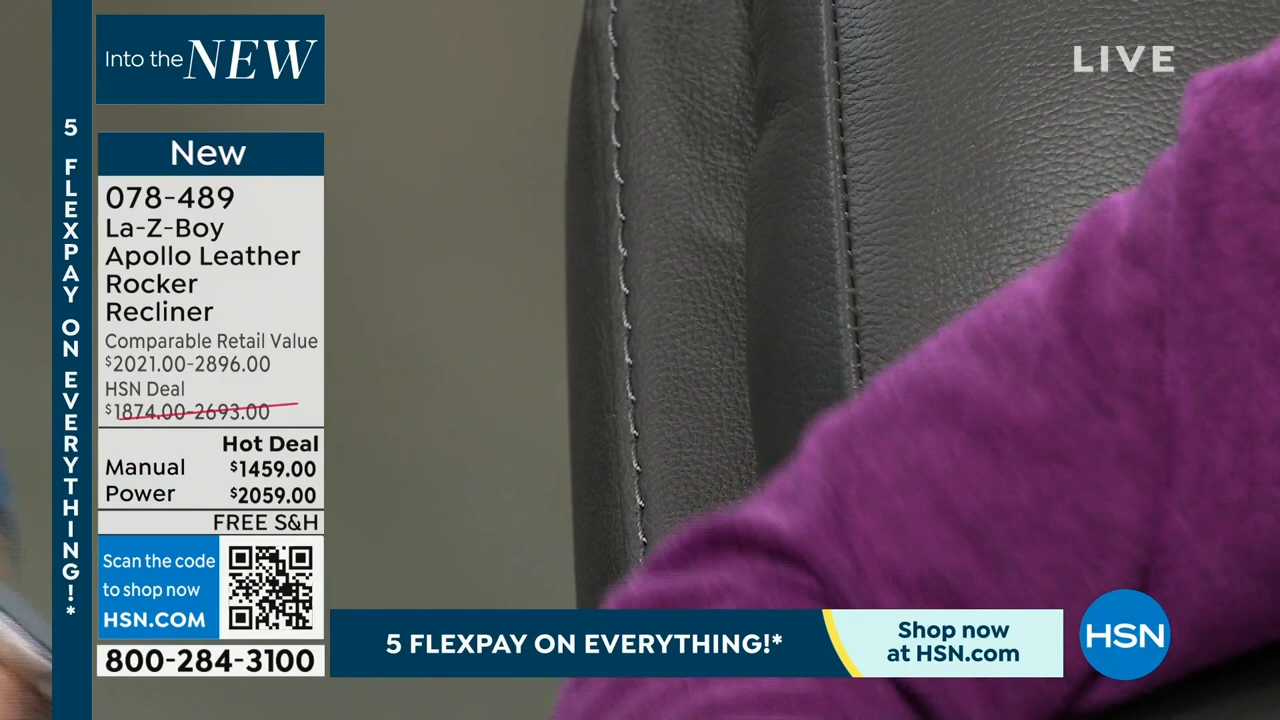 Into the NEW
LIVE
5 FLEXPAY ON EVERYTHING!*
New
078-489
La-Z-Boy
Apollo Leather
Rocker
Recliner
Comparable Retail Value
$2021.00-2896.00
HSN Deal
$1874.00-2693.00
Hot Deal
Manual $1459.00
Power $2059.00
FREE S&H
Scan the code
to shop now
HSN.COM
800-284-3100
5 FLEXPAY ON EVERYTHING!*
Shop now
at HSN.com
HSN